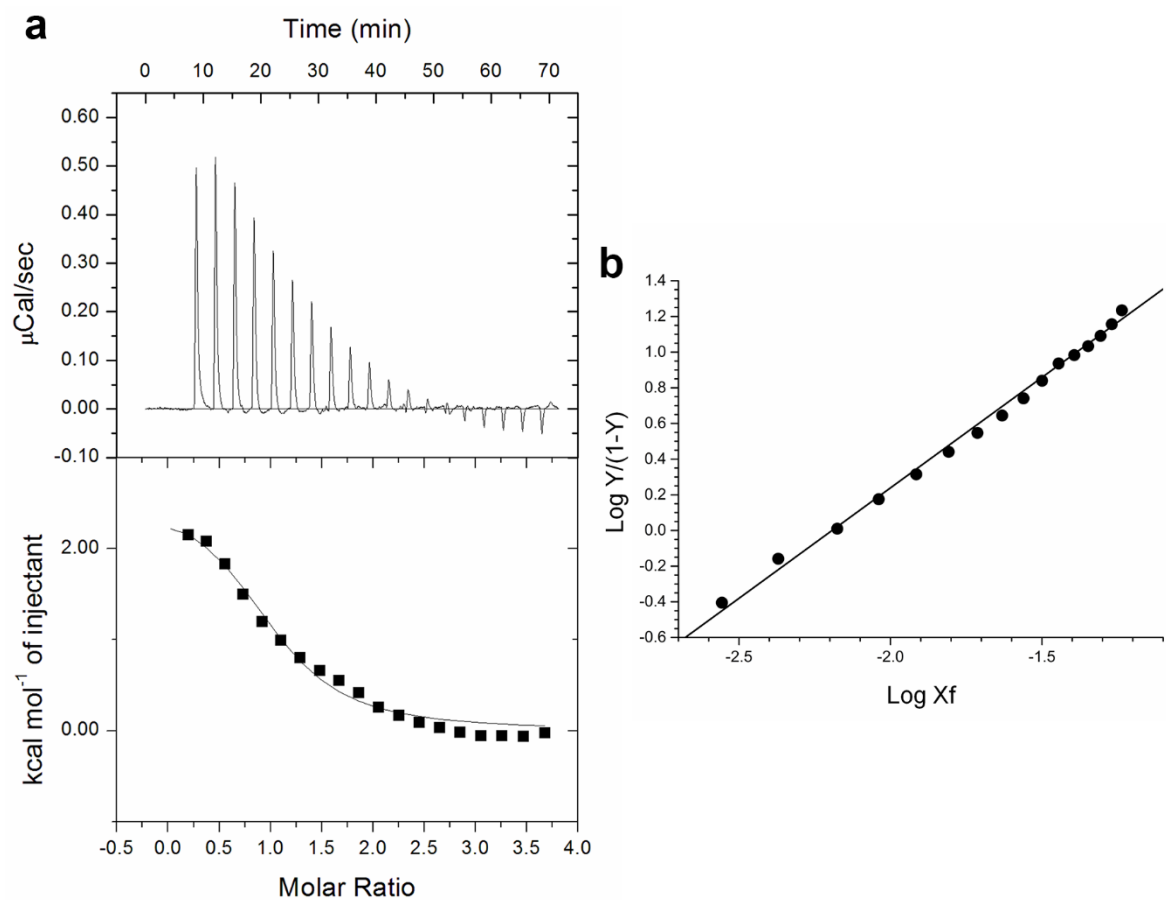 a
Time (min)
0 10 20 30 40 50 60 70
0.60
0.50
0.40
0.30
0.20
0.10
0.00
-0.10
µCal/sec
2.00
0.00
kcal mol⁻¹ of injectant
-0.5 0.0 0.5 1.0 1.5 2.0 2.5 3.0 3.5 4.0
Molar Ratio
b
1.4
1.2
1.0
0.8
0.6
0.4
0.2
0.0
-0.2
-0.4
-0.6
Log Y/(1-Y)
-2.5 -2.0 -1.5
Log Xf